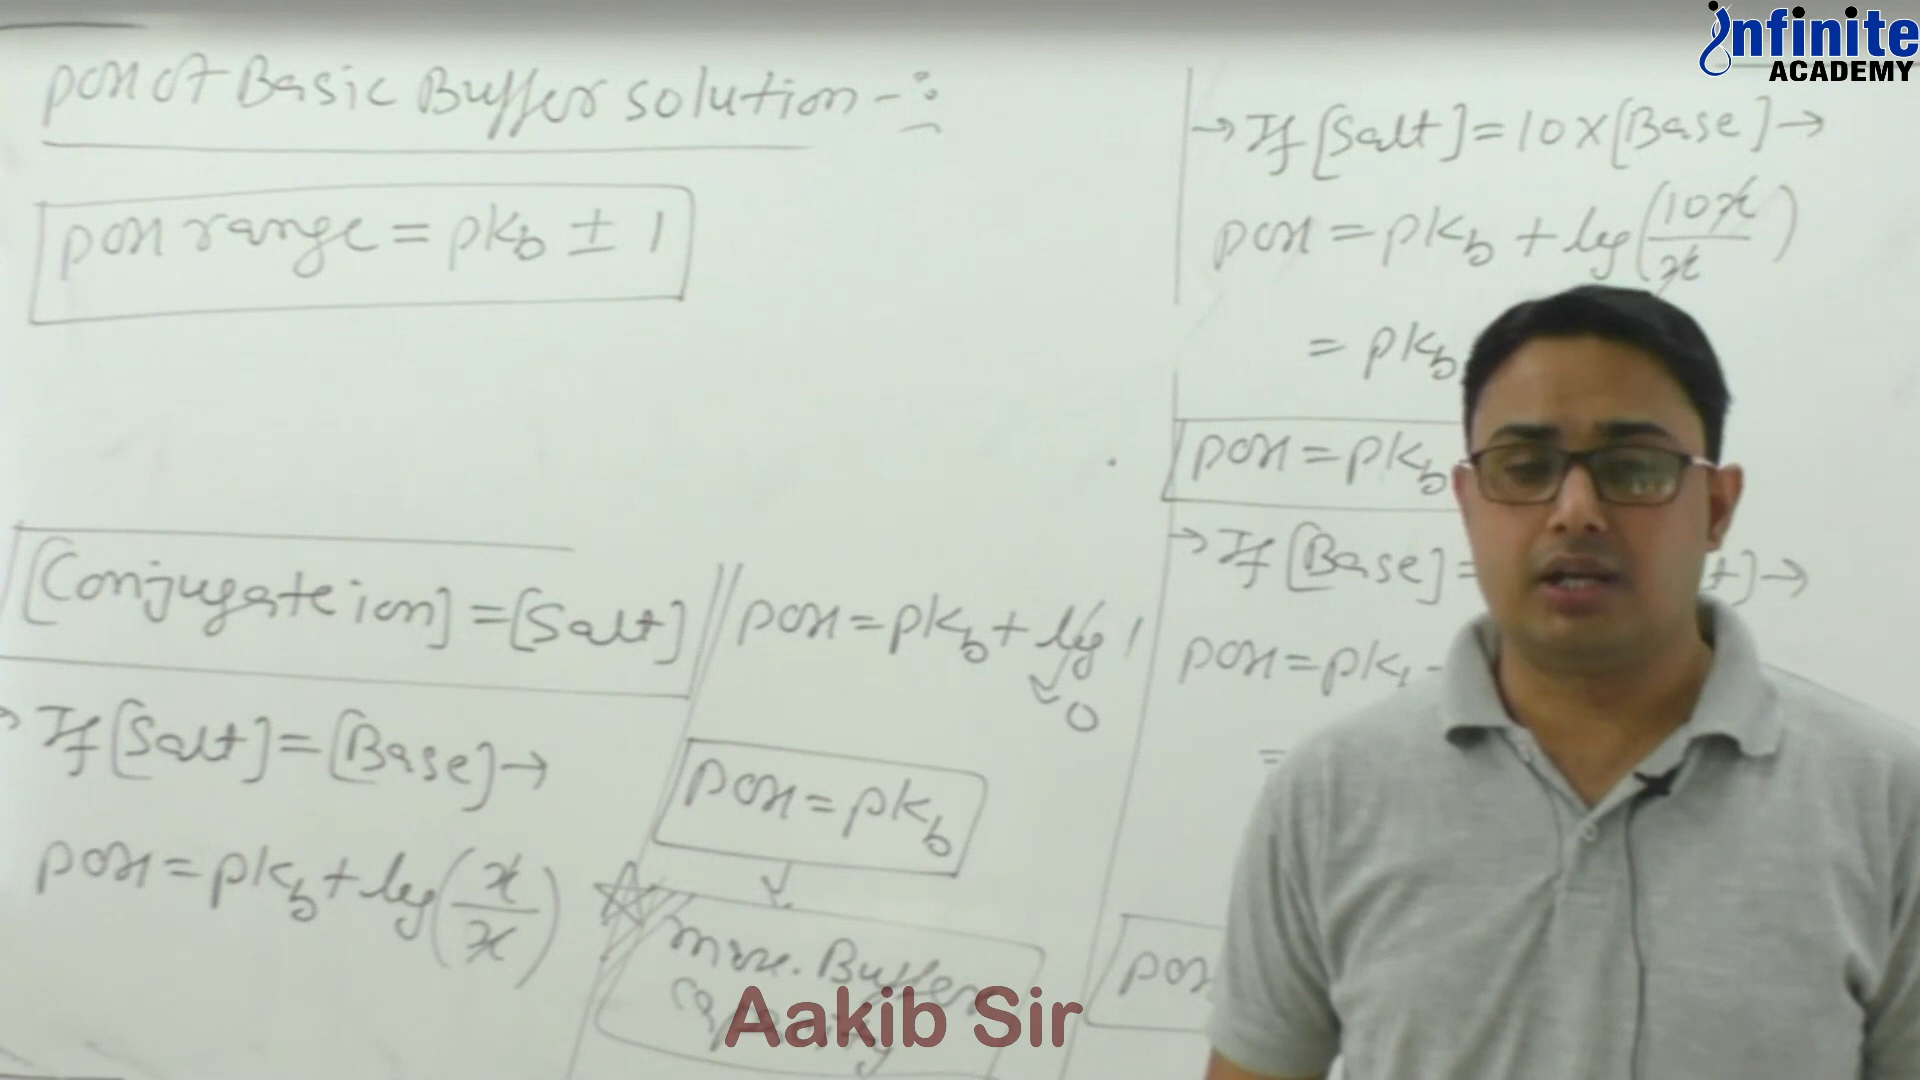 pOH of Basic Buffer solution -:
pOH range = pKb ± 1
[Conjugate ion] = [Salt]
→ If [Salt] = [Base] →
pOH = pKb + log (x/x)
pOH = pKb + log 1
0
pOH = pKb
max. Buffer
capacity
→ If [Salt] = 10 X [Base] →
pOH = pKb + log (10x/x)
= pKb
pOH = pKb
→ If [Base] = t] →
pOH = pK
=
pOH
infinite
ACADEMY
Aakib Sir